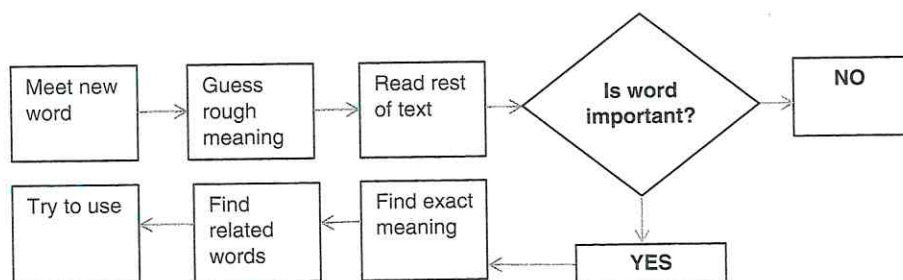 Meet new
word
Guess
rough
meaning
Read rest
of text
Is word
important?
NO
YES
Find exact
meaning
Find
related
words
Try to use